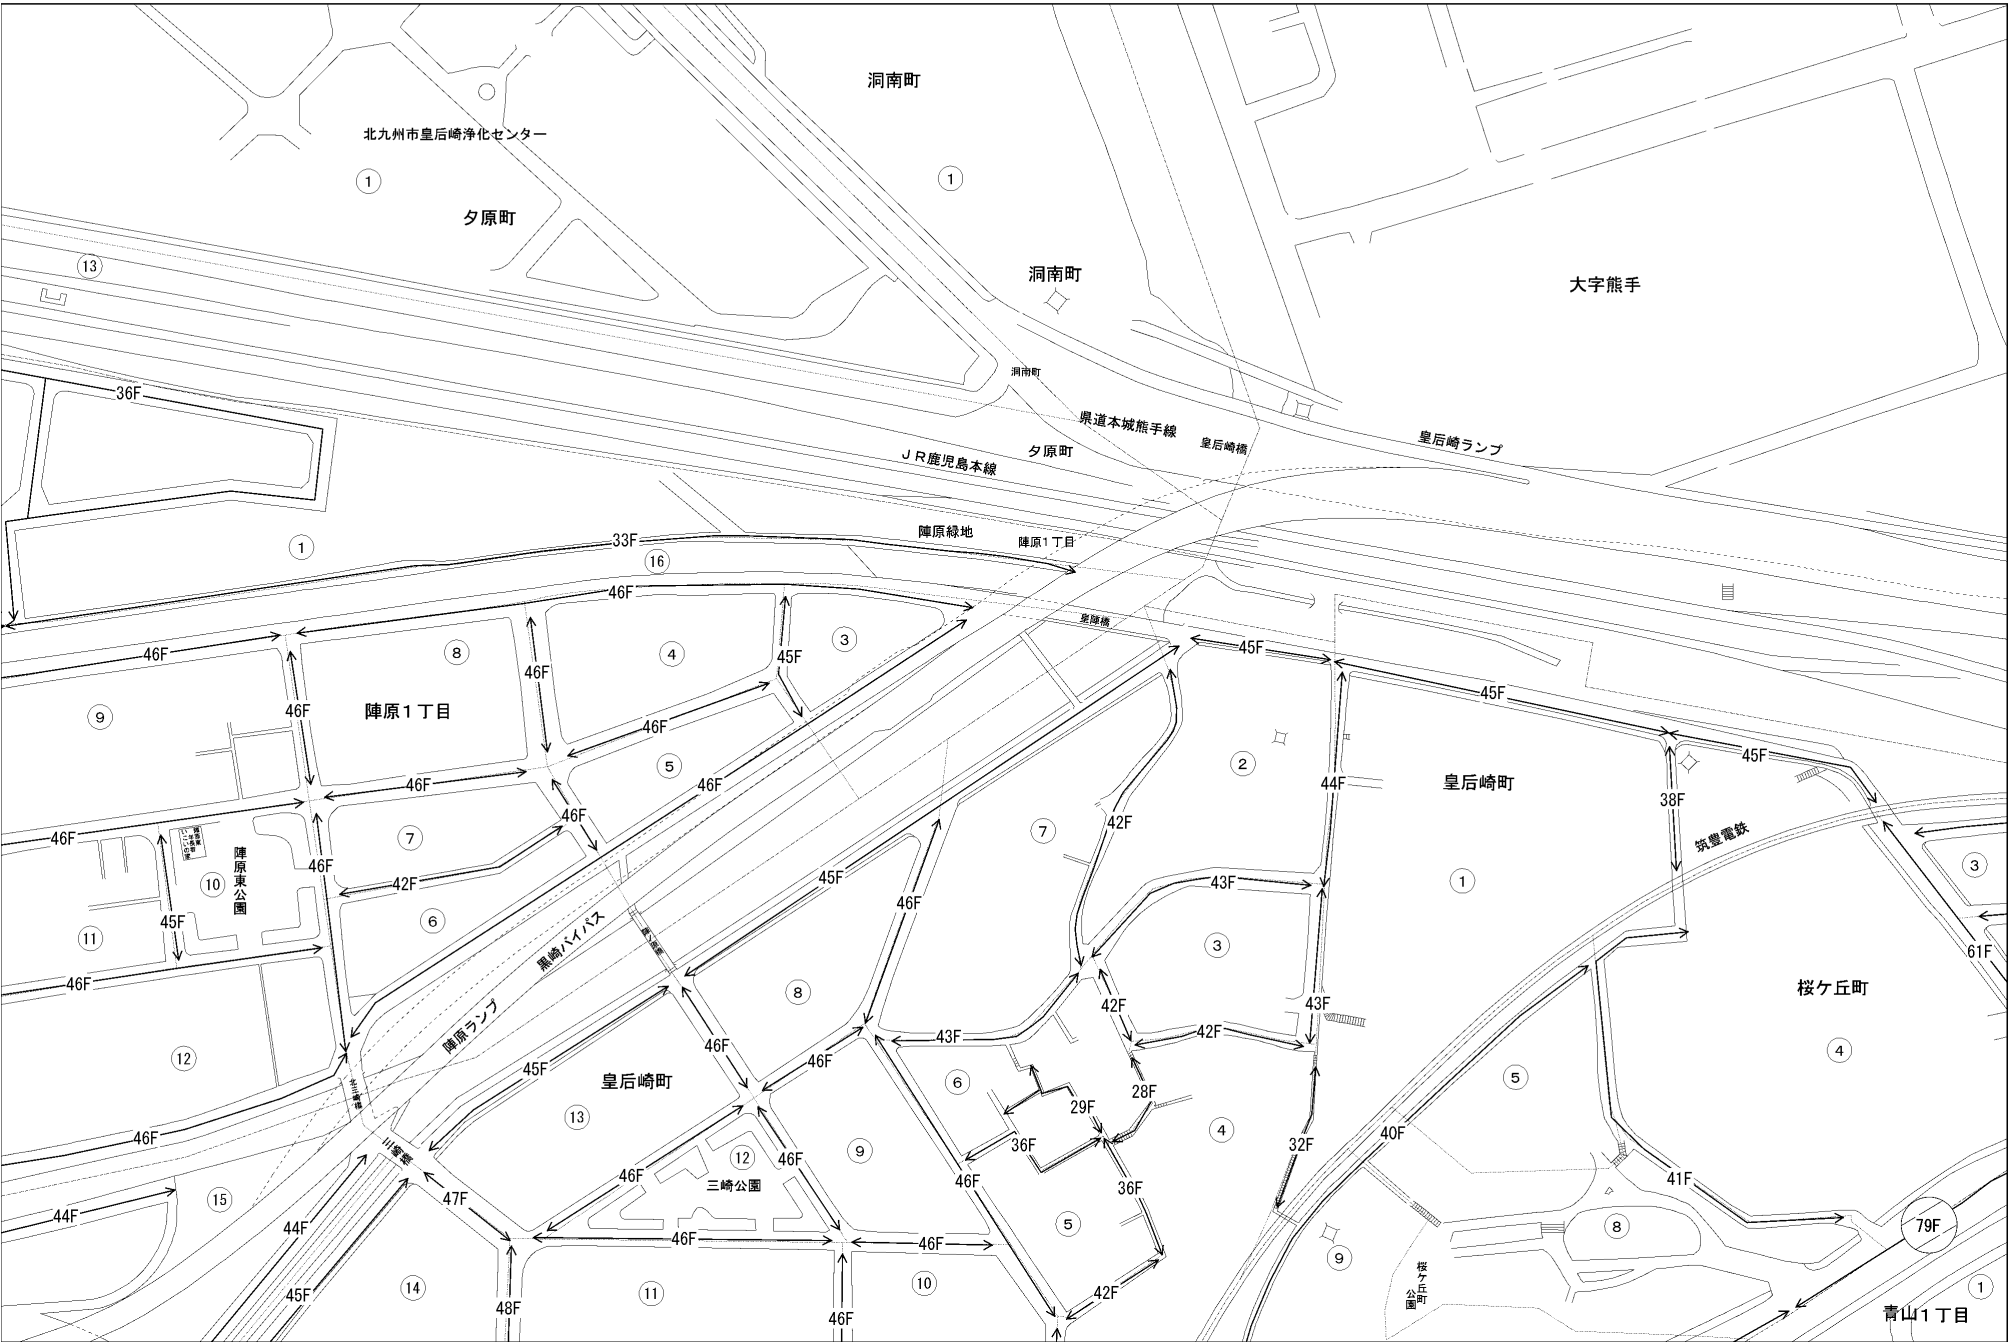 洞南町
北九州市皇后崎浄化センター
①
①
夕原町
⑬
洞南町
大字熊手
洞南町
36F
県道本城熊手線
皇后崎橋
皇后崎ランプ
夕原町
JR鹿児島本線
陣原緑地
陣原1丁目
33F
①
⑯
46F
皇陣橋
③
⑧
④
45F
46F
45F
46F
45F
46F
陣原1丁目
⑨
46F
②
45F
⑤
皇后崎町
46F
46F
44F
38F
46F
42F
⑦
⑦
筑豊電鉄
46F
46F
③
陣原東公園
⑩
42F
45F
43F
①
46F
45F
⑥
⑪
黒崎バイパス
③
61F
46F
⑧
桜ケ丘町
42F
43F
陣原ランプ
42F
43F
46F
④
⑫
46F
45F
皇后崎町
⑥
⑤
28F
29F
⑬
40F
④
46F
三崎橋
36F
32F
⑨
⑫
46F
46F
三崎公園
46F
41F
36F
47F
⑮
44F
44F
⑤
⑧
79F
46F
46F
⑨
⑩
桜ケ丘町
公園
⑭
①
⑪
45F
42F
48F
46F
青山1丁目